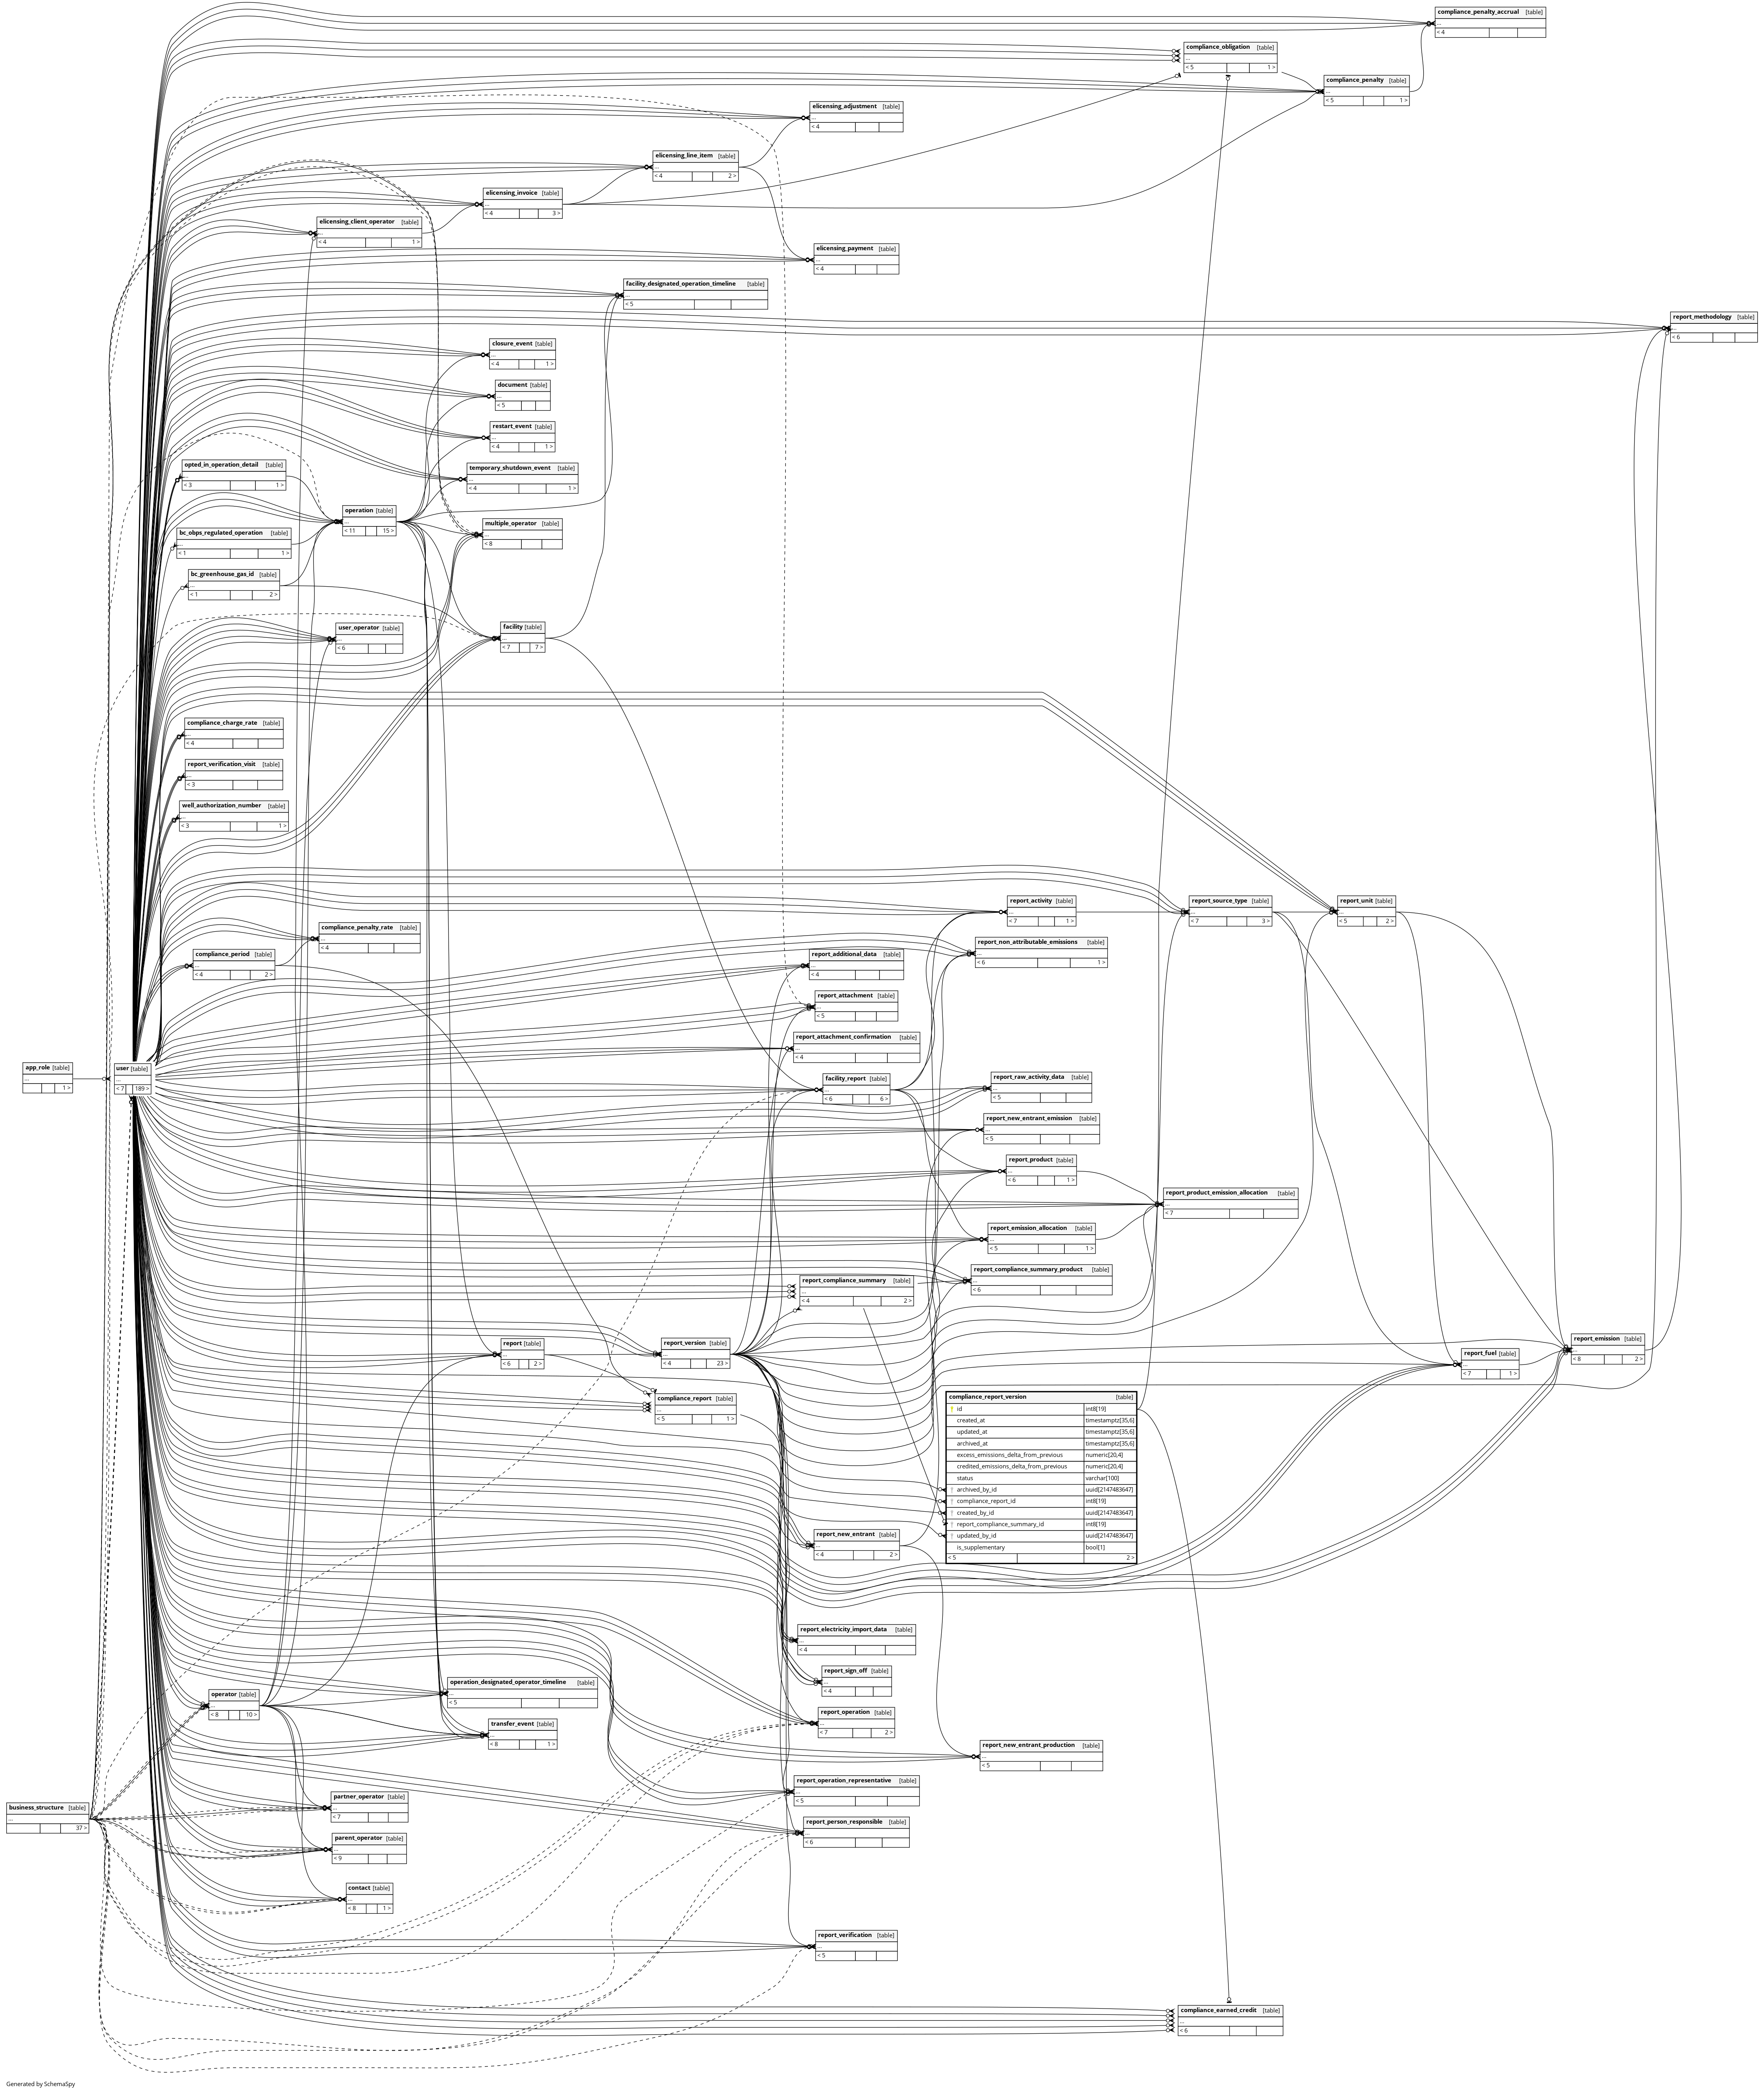 compliance_penalty_accrual [table]
...
< 4
compliance_obligation [table]
...
< 5 1 >
compliance_penalty [table]
...
< 5 1 >
elicensing_adjustment [table]
...
< 4
elicensing_line_item [table]
...
< 4 2 >
elicensing_invoice [table]
...
< 4 3 >
elicensing_client_operator [table]
...
< 4 1 >
elicensing_payment [table]
...
< 4
facility_designated_operation_timeline [table]
...
< 5
report_methodology [table]
...
< 6
closure_event [table]
...
< 4 1 >
document [table]
...
< 5
restart_event [table]
...
< 4 1 >
opted_in_operation_detail [table]
...
< 3 1 >
temporary_shutdown_event [table]
...
< 4 1 >
operation [table]
...
< 11 15 >
multiple_operator [table]
...
< 8
bc_obps_regulated_operation [table]
...
< 1 1 >
bc_greenhouse_gas_id [table]
...
< 1 2 >
user_operator [table]
...
< 6
facility [table]
...
< 7 7 >
compliance_charge_rate [table]
...
< 4
report_verification_visit [table]
...
< 3
well_authorization_number [table]
...
< 3 1 >
report_activity [table]
...
< 7 1 >
report_source_type [table]
...
< 7 3 >
report_unit [table]
...
< 5 2 >
compliance_penalty_rate [table]
...
< 4
report_non_attributable_emissions [table]
...
< 6 1 >
compliance_period [table]
...
< 4 2 >
report_additional_data [table]
...
< 4
report_attachment [table]
...
< 5
report_attachment_confirmation [table]
...
< 4
app_role [table]
...
1 >
user [table]
...
< 7 189 >
facility_report [table]
...
< 6 6 >
report_raw_activity_data [table]
...
< 5
report_new_entrant_emission [table]
...
< 5
report_product [table]
...
< 6 1 >
report_product_emission_allocation [table]
...
< 7
report_emission_allocation [table]
...
< 5 1 >
report_compliance_summary_product [table]
...
< 6
report_compliance_summary [table]
...
< 4 2 >
report [table]
...
< 6 2 >
report_version [table]
...
< 4 23 >
report_emission [table]
...
< 8 2 >
report_fuel [table]
...
< 7 1 >
compliance_report [table]
...
< 5 1 >
compliance_report_version [table]
id int8[19]
created_at timestamptz[35,6]
updated_at timestamptz[35,6]
archived_at timestamptz[35,6]
excess_emissions_delta_from_previous numeric[20,4]
credited_emissions_delta_from_previous numeric[20,4]
status varchar[100]
archived_by_id uuid[2147483647]
compliance_report_id int8[19]
created_by_id uuid[2147483647]
report_compliance_summary_id int8[19]
updated_by_id uuid[2147483647]
is_supplementary bool[1]
< 5 2 >
report_new_entrant [table]
...
< 4 2 >
report_electricity_import_data [table]
...
< 4
report_sign_off [table]
...
< 4
operation_designated_operator_timeline [table]
...
< 5
operator [table]
...
< 8 10 >
report_operation [table]
...
< 7 2 >
transfer_event [table]
...
< 8 1 >
report_new_entrant_production [table]
...
< 5
report_operation_representative [table]
...
< 5
business_structure [table]
...
37 >
partner_operator [table]
...
< 7
report_person_responsible [table]
...
< 6
parent_operator [table]
...
< 9
contact [table]
...
< 8 1 >
report_verification [table]
...
< 5
compliance_earned_credit [table]
...
< 6
Generated by SchemaSpy